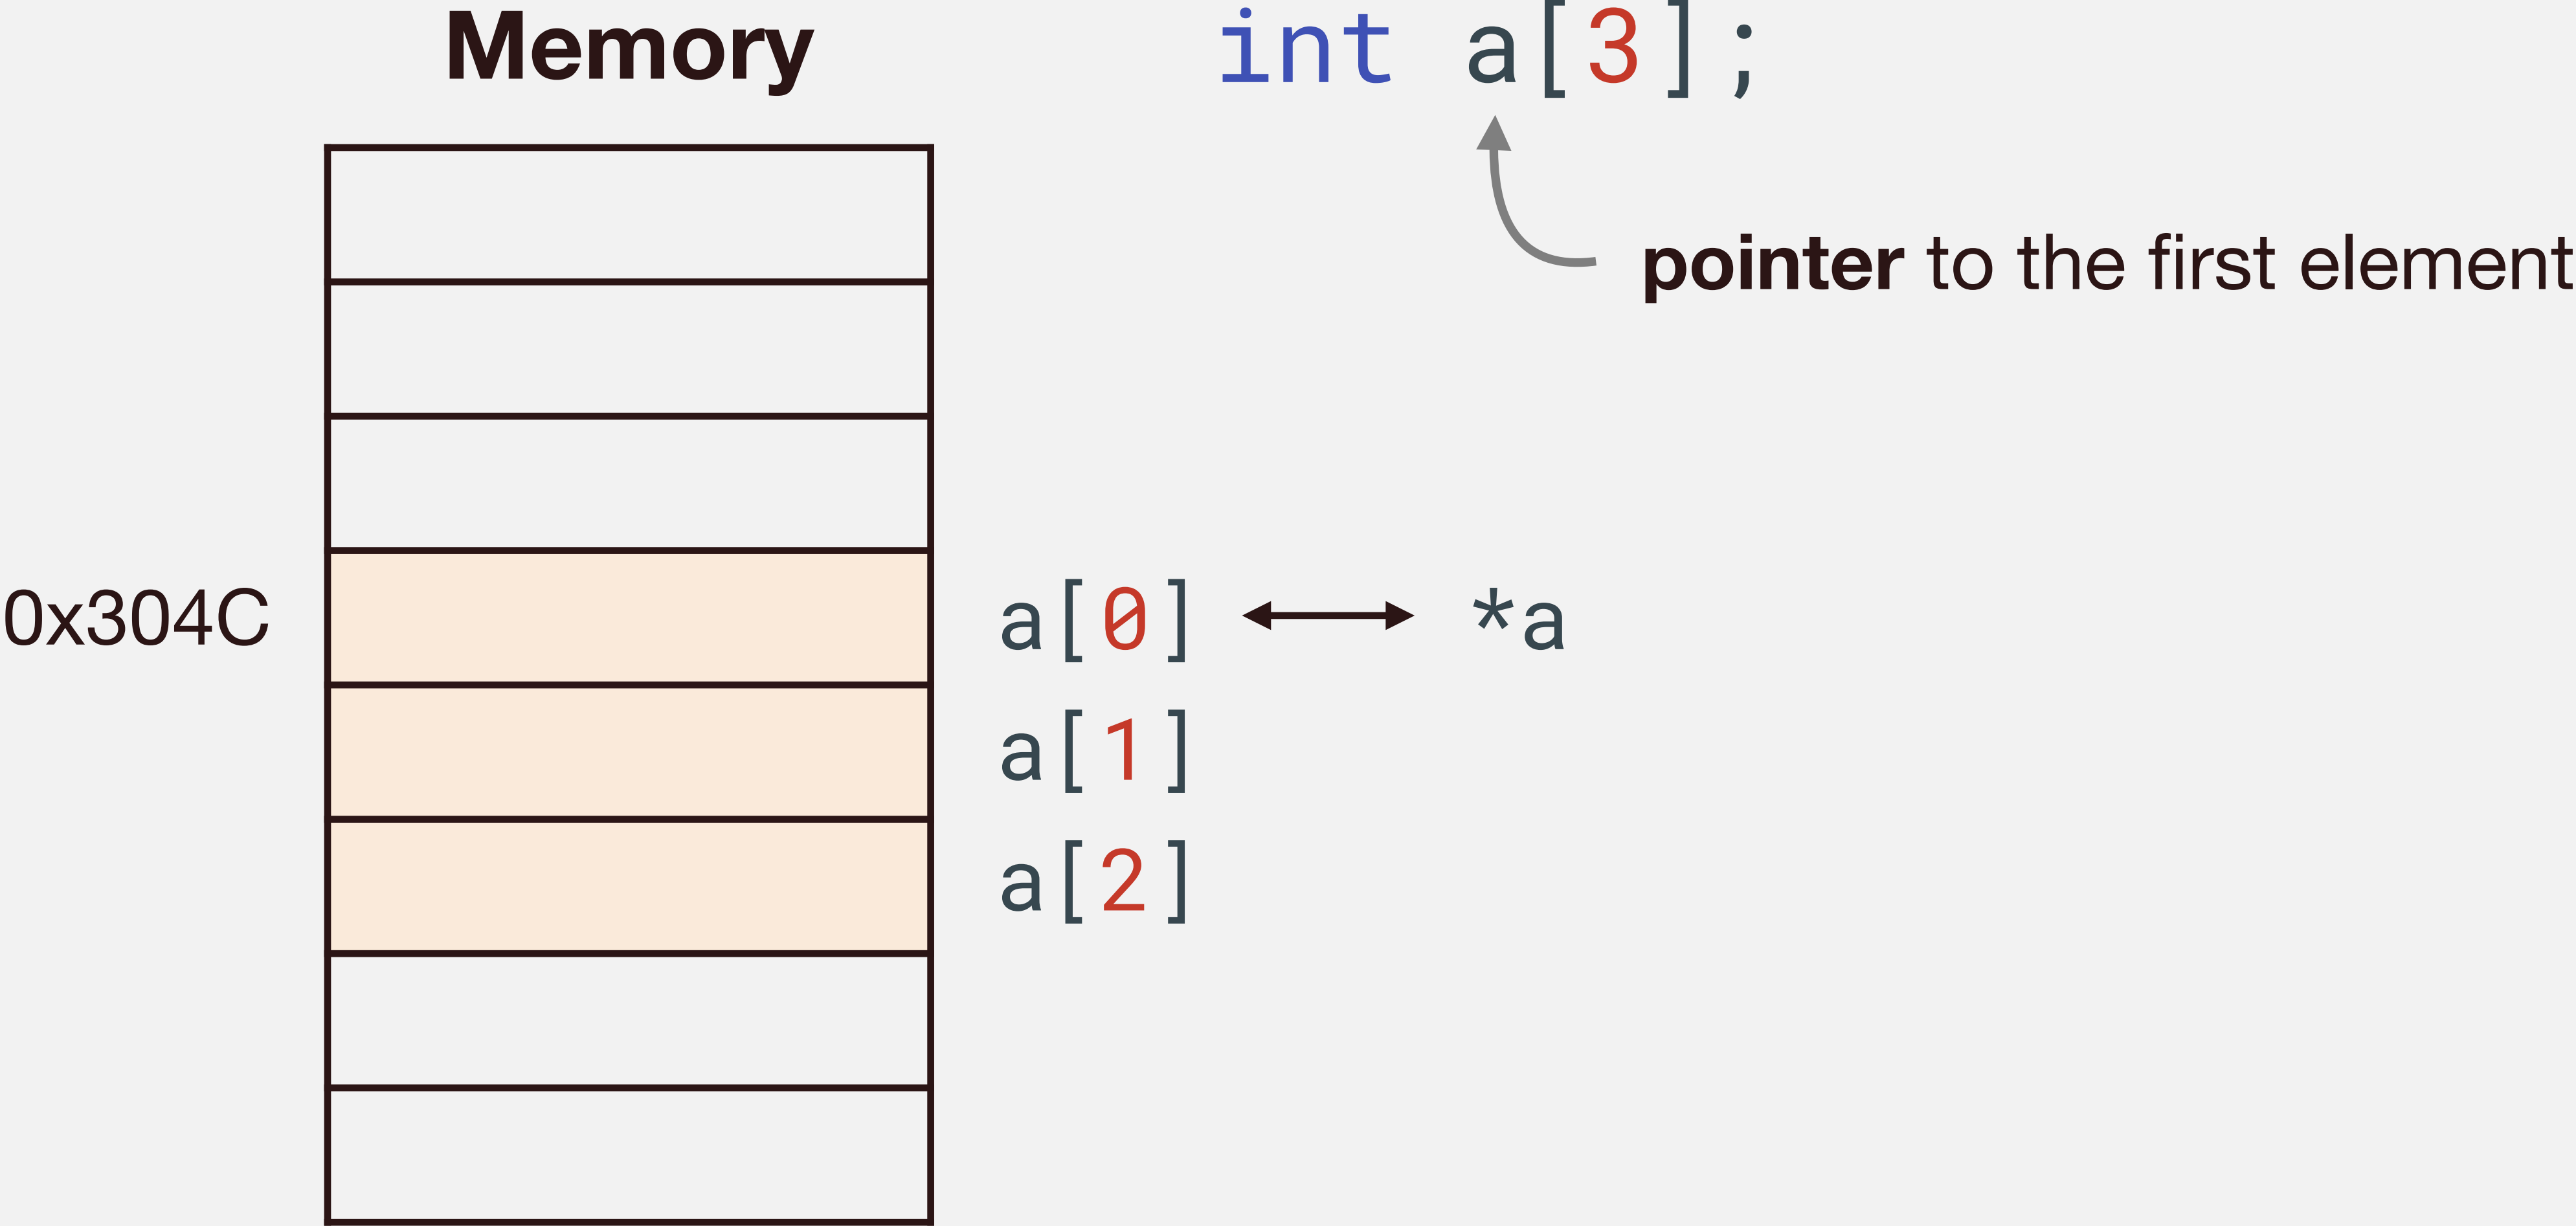 Memory
int a[3];
pointer to the first element
0x304C
a[0]
*a
a[1]
a[2]